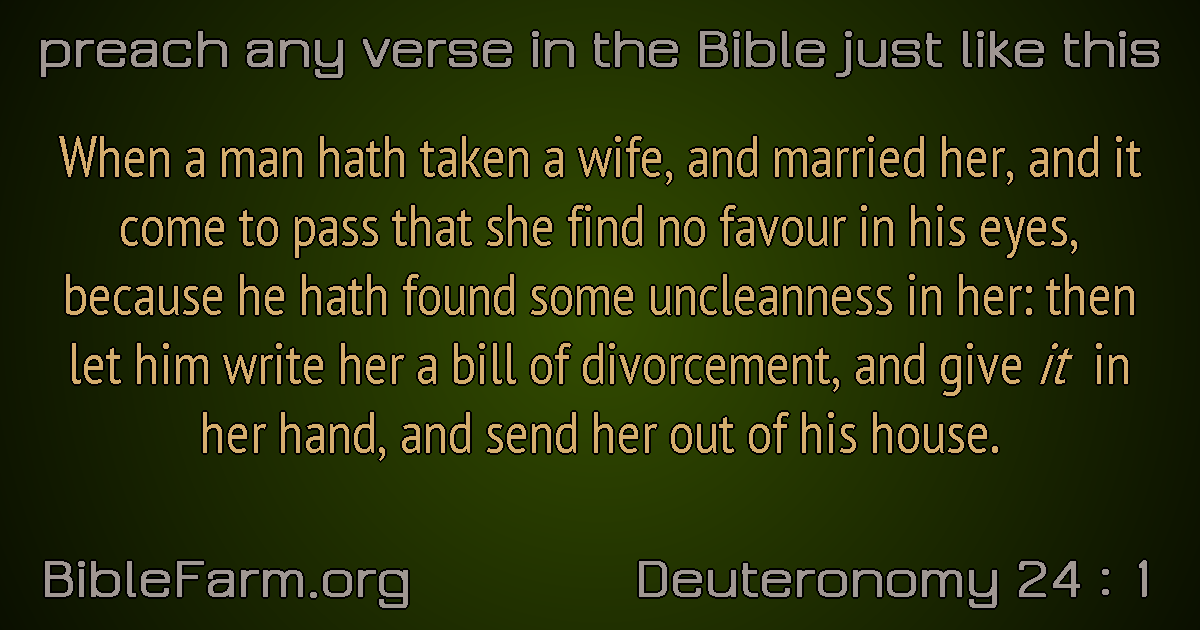 preach any verse in the Bible just like this
When a man hath taken a wife, and married her, and it
come to pass that she find no favour in his eyes,
because he hath found some uncleanness in her: then
let him write her a bill of divorcement, and give it in
her hand, and send her out of his house.
BibleFarm.org
Deuteronomy 24 : 1